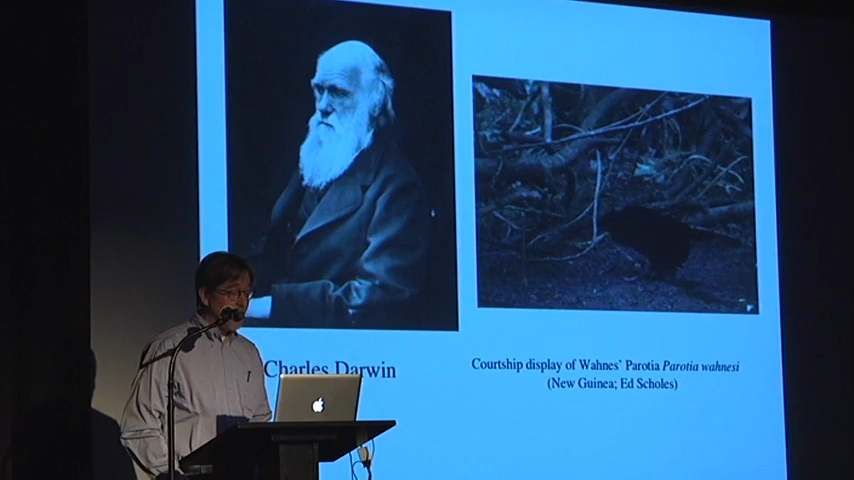 Charles Darwin
Courtship display of Wahnes' Parotia Parotia wahnesi
(New Guinea; Ed Scholes)